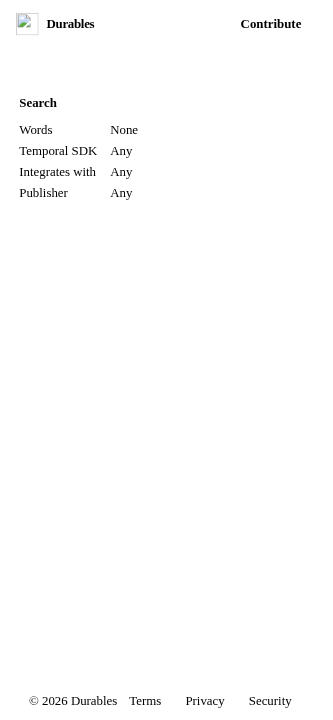 Durables Contribute
Search
Words None
Temporal SDK Any
Integrates with Any
Publisher Any
© 2026 Durables Terms Privacy Security